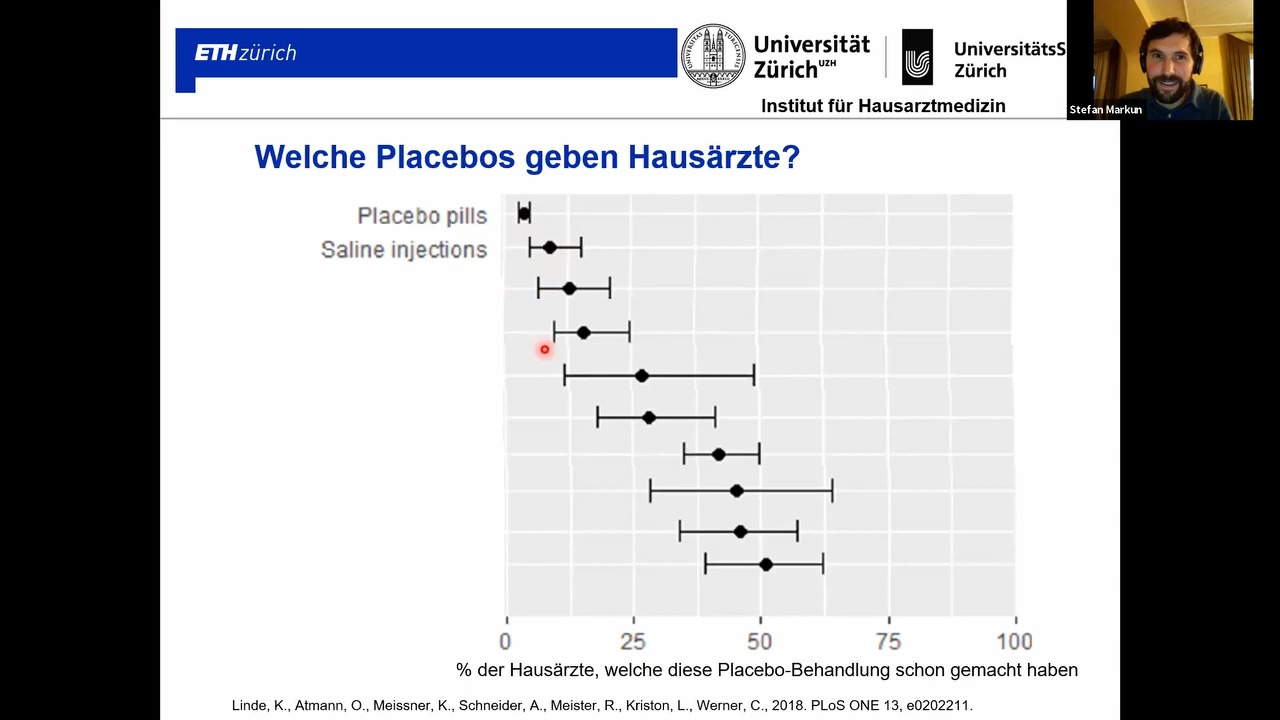 ETH zürich
Universität
Zürich UZH
UniversitätsS
Zürich
Institut für Hausarztmedizin
Stefan Markun
Welche Placebos geben Hausärzte?
Placebo pills
Saline injections
0 25 50 75 100
% der Hausärzte, welche diese Placebo-Behandlung schon gemacht haben
Linde, K., Atmann, O., Meissner, K., Schneider, A., Meister, R., Kriston, L., Werner, C., 2018. PLoS ONE 13, e0202211.